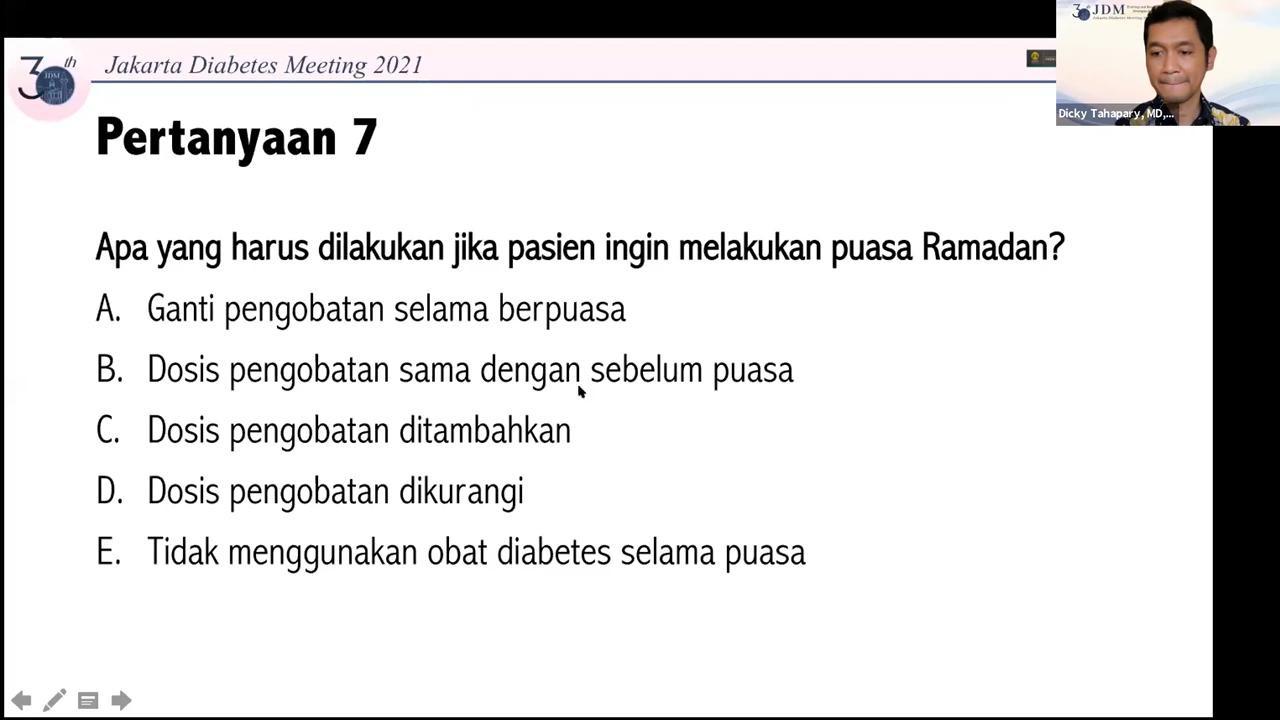 30th
JDM
Jakarta Diabetes Meeting 2021
JDM
Dicky Tahapary, MD,...
Pertanyaan 7
Apa yang harus dilakukan jika pasien ingin melakukan puasa Ramadan?
A. Ganti pengobatan selama berpuasa
B. Dosis pengobatan sama dengan sebelum puasa
C. Dosis pengobatan ditambahkan
D. Dosis pengobatan dikurangi
E. Tidak menggunakan obat diabetes selama puasa